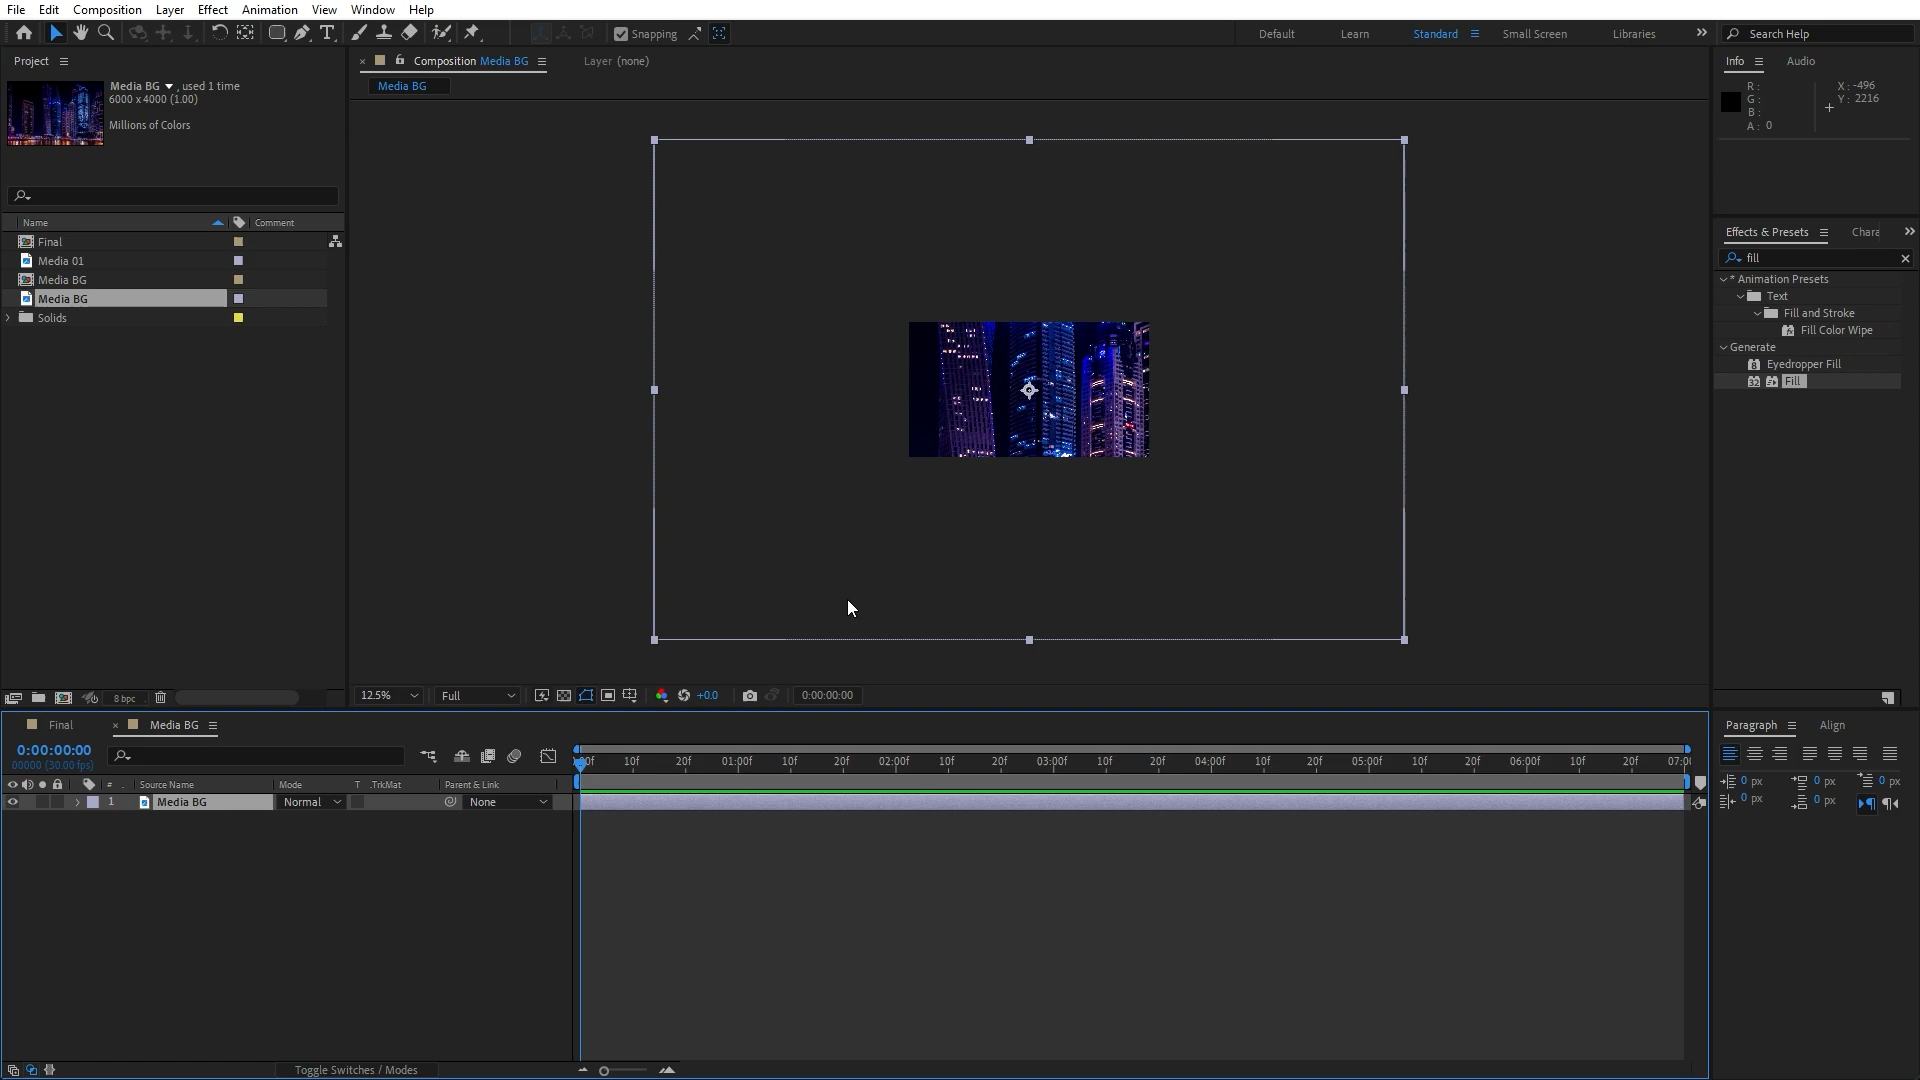 File Edit Composition Layer Effect Animation View Window Help
Snapping Default Learn Standard Small Screen Libraries Search Help
Project Composition Media BG Layer (none) Info Audio
Media BG , used 1 time
6000 x 4000 (1.00)
Millions of Colors
Media BG
R :
G :
B :
A : 0
X : -496
Y : 2216
Name Comment
Final
Media 01
Media BG
Media BG
Solids
Effects & Presets Chara
fill
* Animation Presets
Text
Fill and Stroke
Fill Color Wipe
Generate
Eyedropper Fill
32 Fill
8 bpc 12.5% Full +0.0 0:00:00:00
Final Media BG
0:00:00:00
00000 (30.00 fps)
:00f 10f 20f 01:00f 10f 20f 02:00f 10f 20f 03:00f 10f 20f 04:00f 10f 20f 05:00f 10f 20f 06:00f 10f 20f 07:0
# . Source Name Mode T .TrkMat Parent & Link
1 Media BG Normal None
Toggle Switches / Modes
Paragraph Align
0 px 0 px 0 px
0 px 0 px